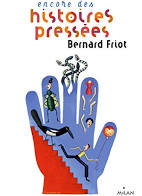 encore des
histoires
pressées
Bernard Friot
MILAN